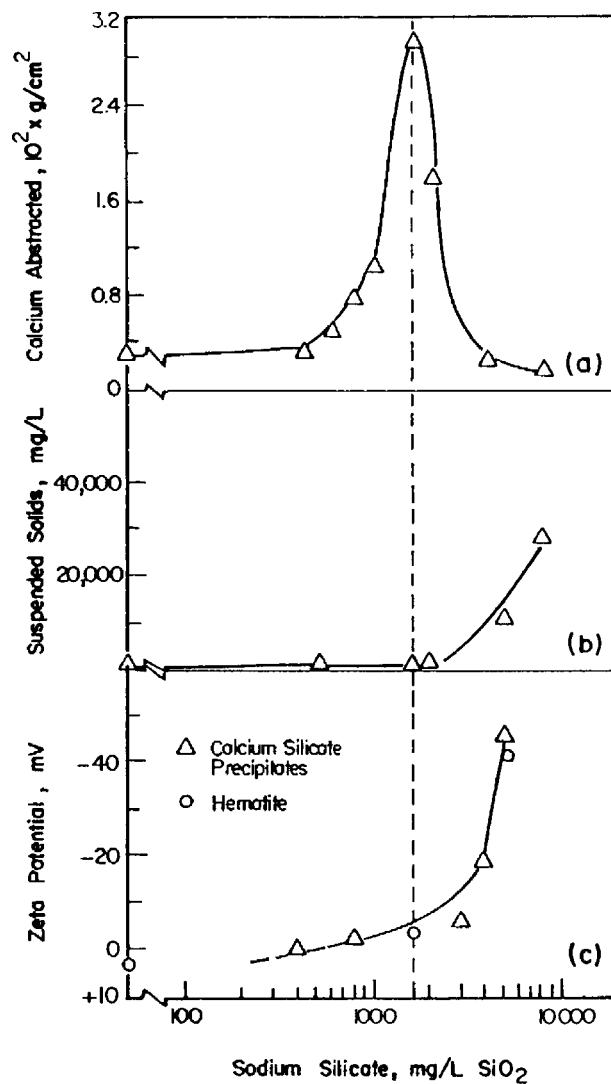 3.2
2.4
1.6
0.8
0
Calcium Abstracted, 10² x g/cm²
(a)
40,000
20,000
Suspended Solids, mg/L
(b)
-40
-20
0
+10
Zeta Potential, mV
Calcium Silicate
Precipitates
Hematite
(c)
100
1000
10000
Sodium Silicate, mg/L SiO₂